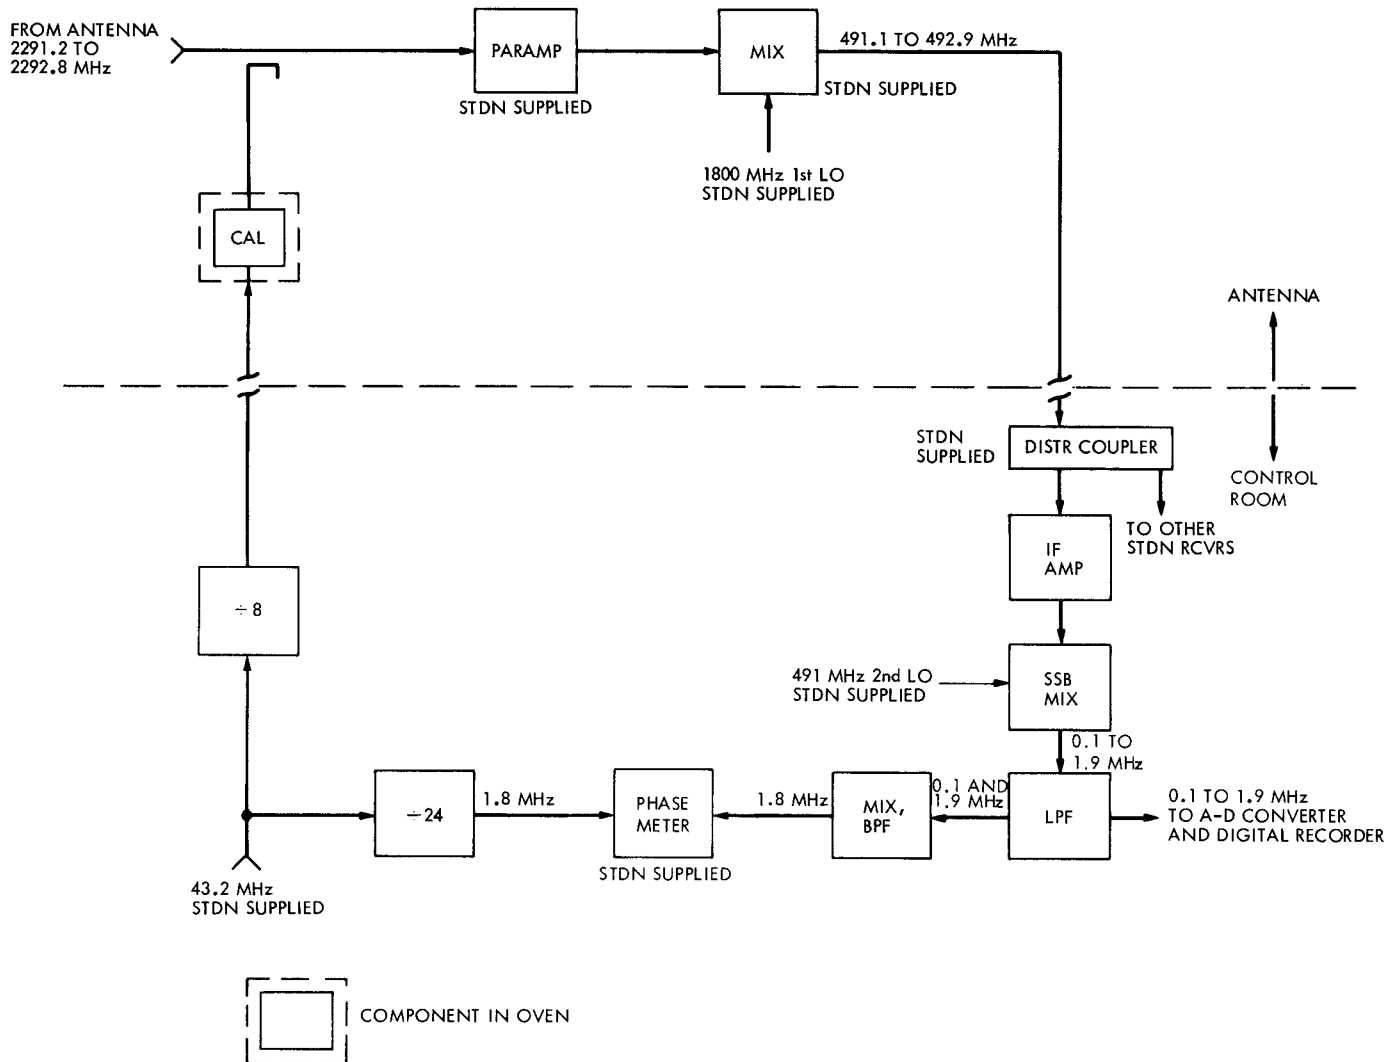 FROM ANTENNA
2291.2 TO
2292.8 MHz
PARAMP
STDN SUPPLIED
MIX
491.1 TO 492.9 MHz
STDN SUPPLIED
1800 MHz 1st LO
STDN SUPPLIED
CAL
ANTENNA
CONTROL
ROOM
STDN
SUPPLIED
DISTR COUPLER
TO OTHER
STDN RCVRS
IF
AMP
÷8
491 MHz 2nd LO
STDN SUPPLIED
SSB
MIX
0.1 TO
1.9 MHz
÷24
1.8 MHz
PHASE
METER
STDN SUPPLIED
1.8 MHz
MIX,
BPF
0.1 AND
1.9 MHz
LPF
0.1 TO 1.9 MHz
TO A-D CONVERTER
AND DIGITAL RECORDER
43.2 MHz
STDN SUPPLIED
COMPONENT IN OVEN